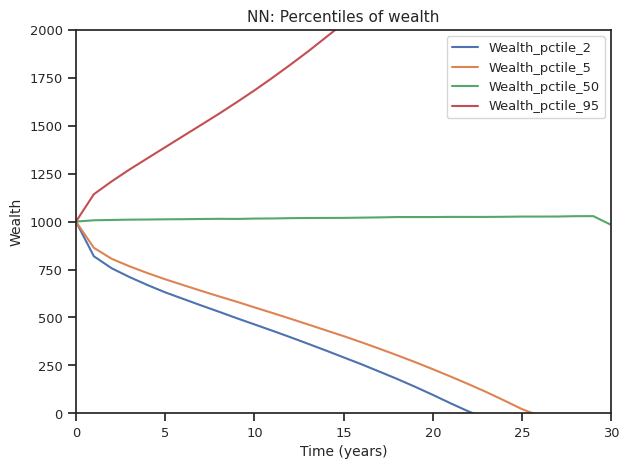 NN: Percentiles of wealth
Wealth_pctile_2
Wealth_pctile_5
Wealth_pctile_50
Wealth_pctile_95
Wealth
2000
1750
1500
1250
1000
750
500
250
0
0 5 10 15 20 25 30
Time (years)